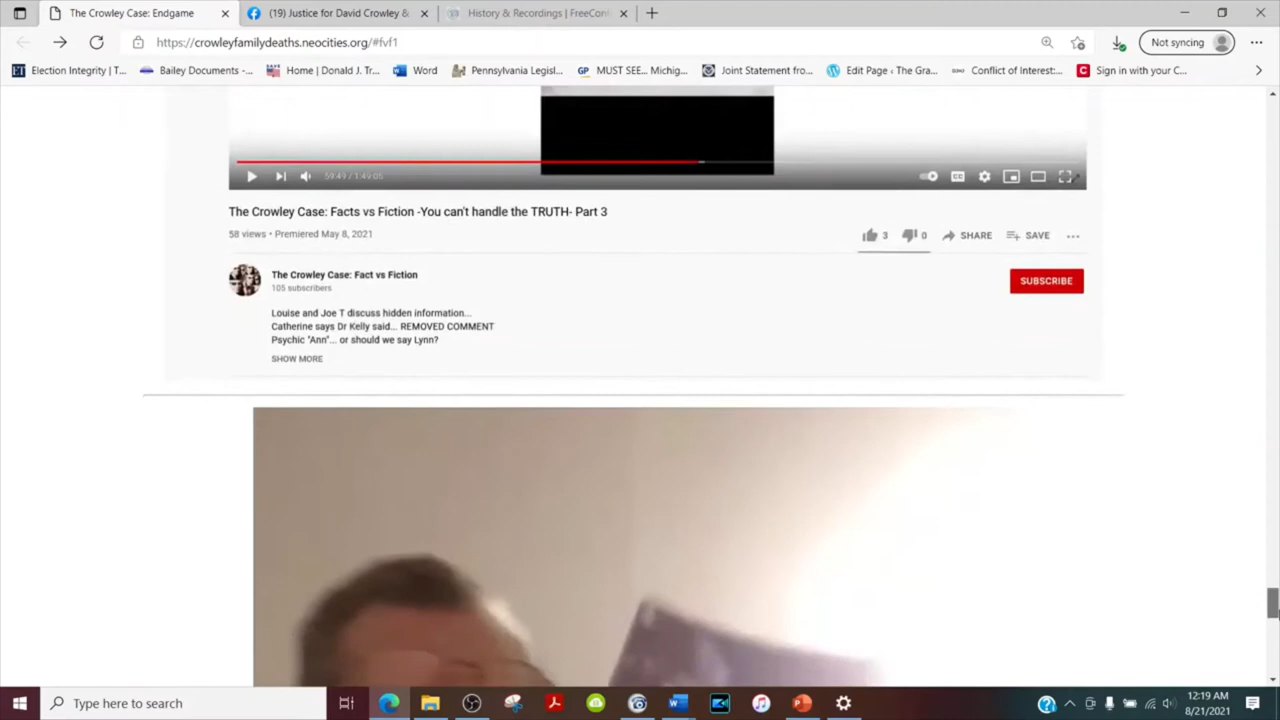 The Crowley Case: Endgame
(19) Justice for David Crowley &
History & Recordings | FreeConf
https://crowleyfamilydeaths.neocities.org/#fvf1
Not syncing
Election Integrity | T...
Bailey Documents -...
Home | Donald J. Tr...
Word
Pennsylvania Legisl...
MUST SEE... Michig...
Joint Statement fro...
Edit Page ‹ The Gra...
Conflict of Interest:...
Sign in with your C...
59:49 / 1:49:05
The Crowley Case: Facts vs Fiction -You can't handle the TRUTH- Part 3
58 views • Premiered May 8, 2021
3
0
SHARE
SAVE
The Crowley Case: Fact vs Fiction
105 subscribers
SUBSCRIBE
Louise and Joe T discuss hidden information...
Catherine says Dr Kelly said... REMOVED COMMENT
Psychic "Ann"... or should we say Lynn?
SHOW MORE
Type here to search
12:19 AM
8/21/2021